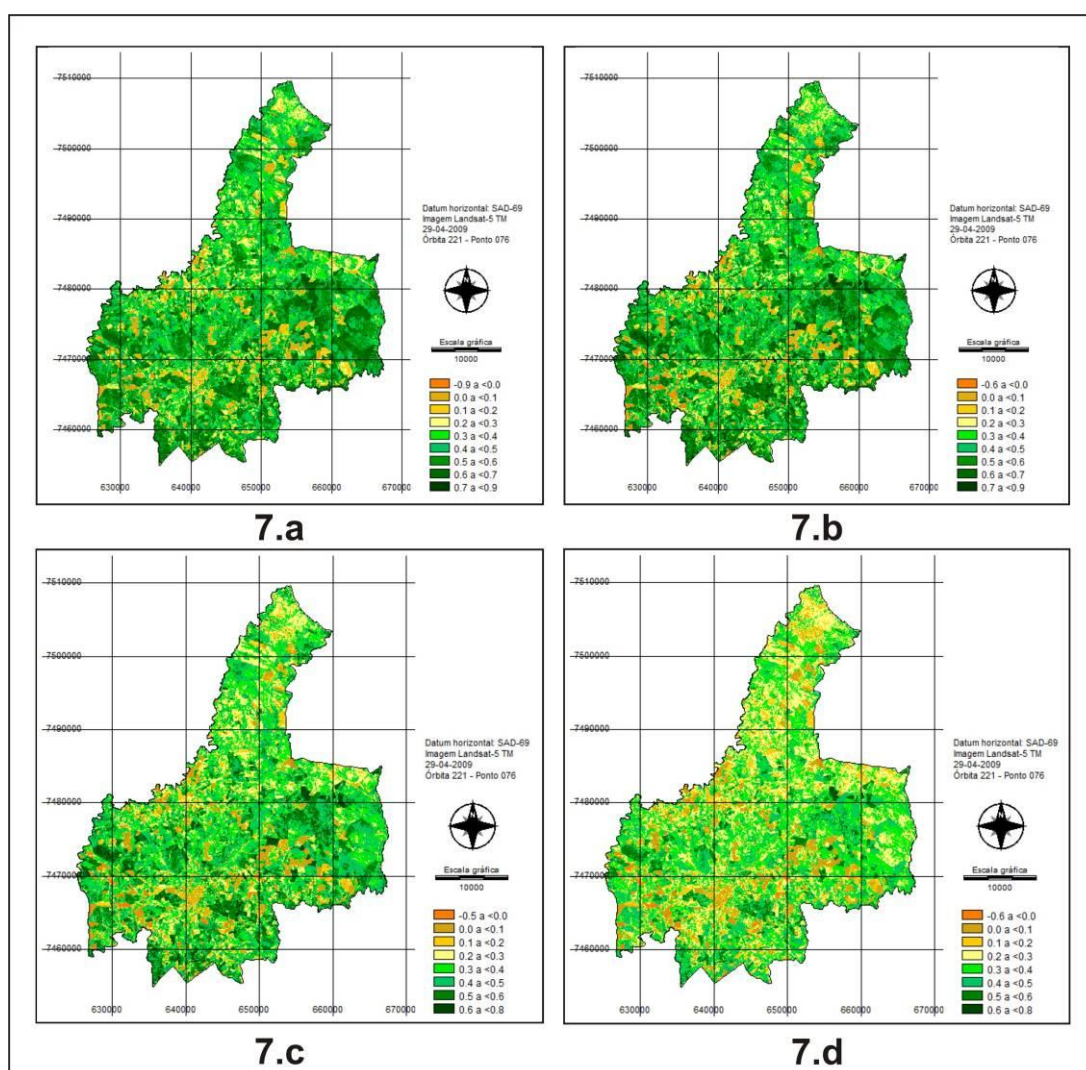 7510000
7500000
7490000
7480000
7470000
7460000
630000 640000 650000 660000 670000
Datum horizontal: SAD-69
Imagem Landsat-5 TM
29-04-2009
Órbita 221 - Ponto 076
N
Escala gráfica
10000
-0.9 a <0.0
0.0 a <0.1
0.1 a <0.2
0.2 a <0.3
0.3 a <0.4
0.4 a <0.5
0.5 a <0.6
0.6 a <0.7
0.7 a <0.9
7.a
7510000
7500000
7490000
7480000
7470000
7460000
630000 640000 650000 660000 670000
Datum horizontal: SAD-69
Imagem Landsat-5 TM
29-04-2009
Órbita 221 - Ponto 076
N
Escala gráfica
10000
-0.6 a <0.0
0.0 a <0.1
0.1 a <0.2
0.2 a <0.3
0.3 a <0.4
0.4 a <0.5
0.5 a <0.6
0.6 a <0.7
0.7 a <0.9
7.b
7510000
7500000
7490000
7480000
7470000
7460000
630000 640000 650000 660000 670000
Datum horizontal: SAD-69
Imagem Landsat-5 TM
29-04-2009
Órbita 221 - Ponto 076
N
Escala gráfica
10000
-0.5 a <0.0
0.0 a <0.1
0.1 a <0.2
0.2 a <0.3
0.3 a <0.4
0.4 a <0.5
0.5 a <0.6
0.6 a <0.8
7.c
7510000
7500000
7490000
7480000
7470000
7460000
630000 640000 650000 660000 670000
Datum horizontal: SAD-69
Imagem Landsat-5 TM
29-04-2009
Órbita 221 - Ponto 076
N
Escala gráfica
10000
-0.6 a <0.0
0.0 a <0.1
0.1 a <0.2
0.2 a <0.3
0.3 a <0.4
0.4 a <0.5
0.5 a <0.6
0.6 a <0.8
7.d